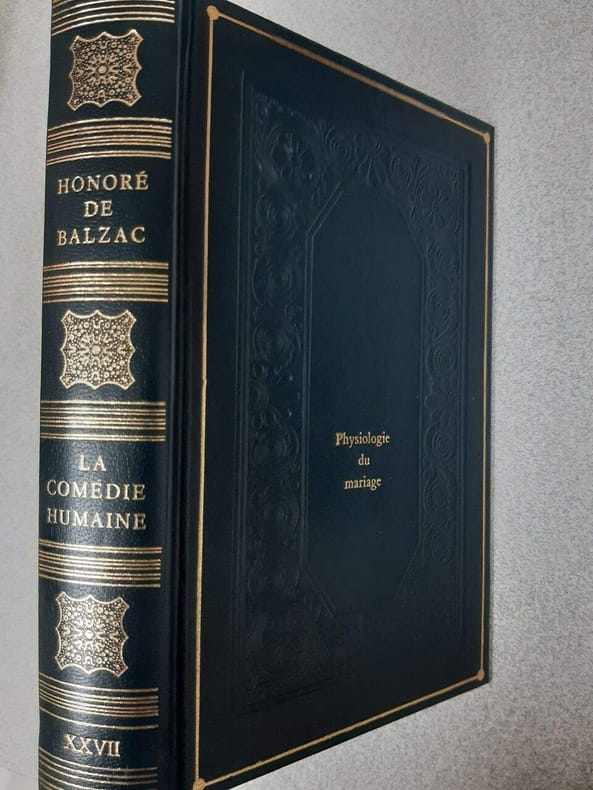 HONORÉ
DE
BALZAC
LA
COMÉDIE
HUMAINE
XXVII
Physiologie
du
mariage